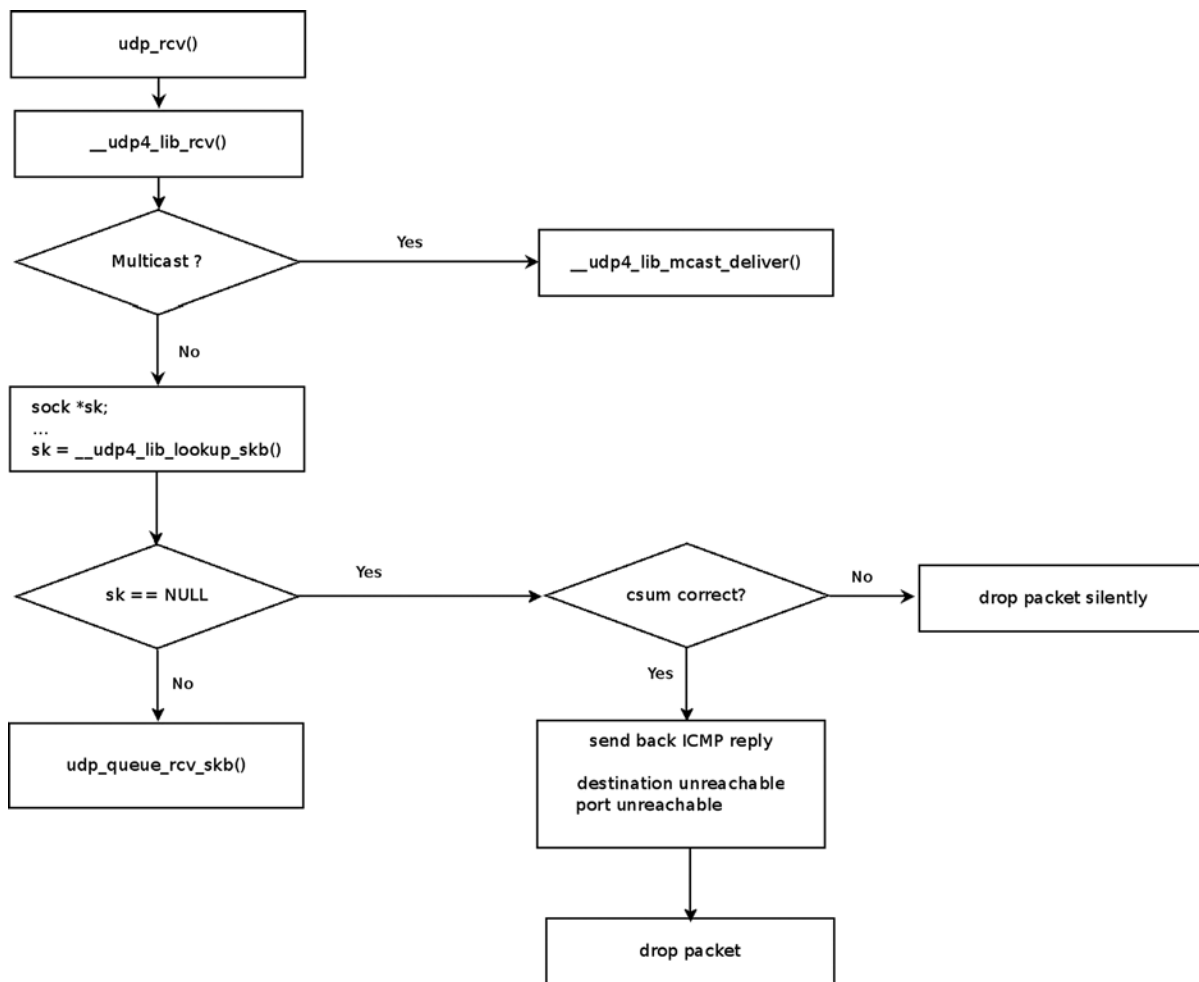 udp_rcv()
__udp4_lib_rcv()
Multicast ?
Yes
__udp4_lib_mcast_deliver()
No
sock *sk;
...
sk = __udp4_lib_lookup_skb()
sk == NULL
Yes
csum correct?
No
drop packet silently
No
udp_queue_rcv_skb()
Yes
send back ICMP reply
destination unreachable
port unreachable
drop packet